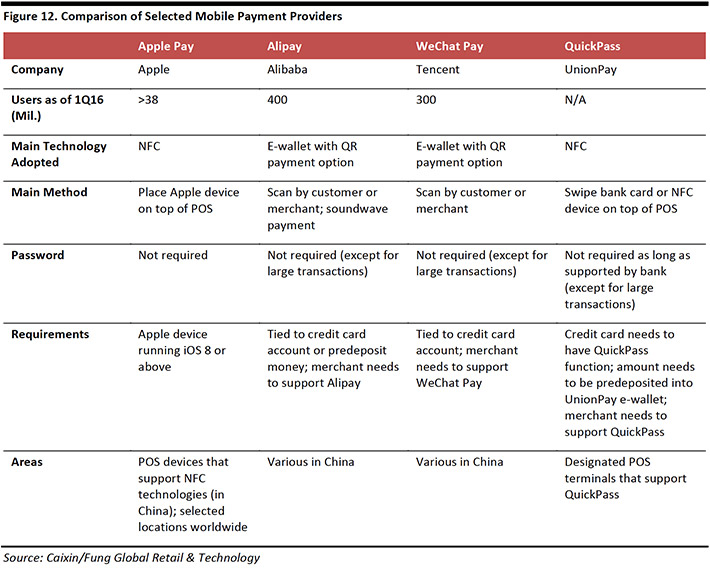 Figure 12. Comparison of Selected Mobile Payment Providers
Apple Pay Alipay WeChat Pay QuickPass
Company Apple Alibaba Tencent UnionPay
Users as of 1Q16 >38 400 300 N/A
(Mil.)
Main Technology NFC E-wallet with QR E-wallet with QR NFC
Adopted payment option payment option
Main Method Place Apple device Scan by customer or Scan by customer or Swipe bank card or NFC
on top of POS merchant; soundwave merchant device on top of POS
payment
Password Not required Not required (except for Not required (except for Not required as long as
large transactions) large transactions) supported by bank
(except for large
transactions)
Requirements Apple device Tied to credit card Tied to credit card Credit card needs to
running iOS 8 or account or predeposit account; merchant have QuickPass
above money; merchant needs needs to support function; amount needs
to support Alipay WeChat Pay to be predeposited into
UnionPay e-wallet;
merchant needs to
support QuickPass
Areas POS devices that Various in China Various in China Designated POS
support NFC terminals that support
technologies (in QuickPass
China); selected
locations worldwide
Source: Caixin/Fung Global Retail & Technology